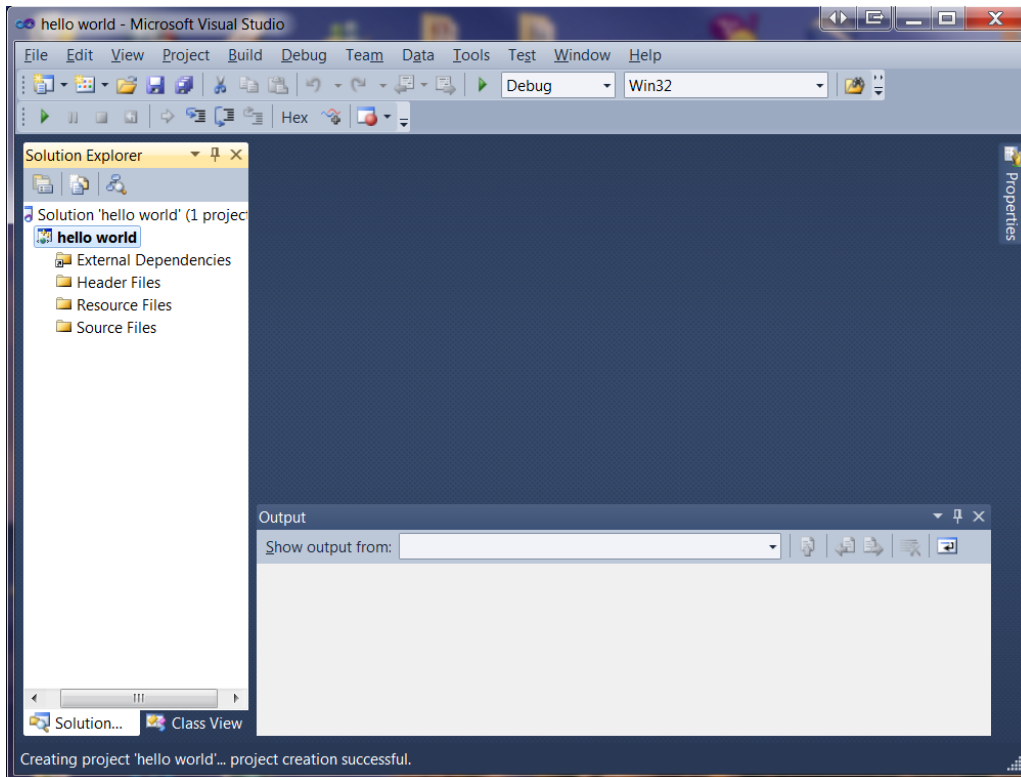 hello world - Microsoft Visual Studio
File Edit View Project Build Debug Team Data Tools Test Window Help
Debug Win32
Hex
Solution Explorer
Solution 'hello world' (1 project
hello world
External Dependencies
Header Files
Resource Files
Source Files
Properties
Output
Show output from:
Solution... Class View
Creating project 'hello world'... project creation successful.